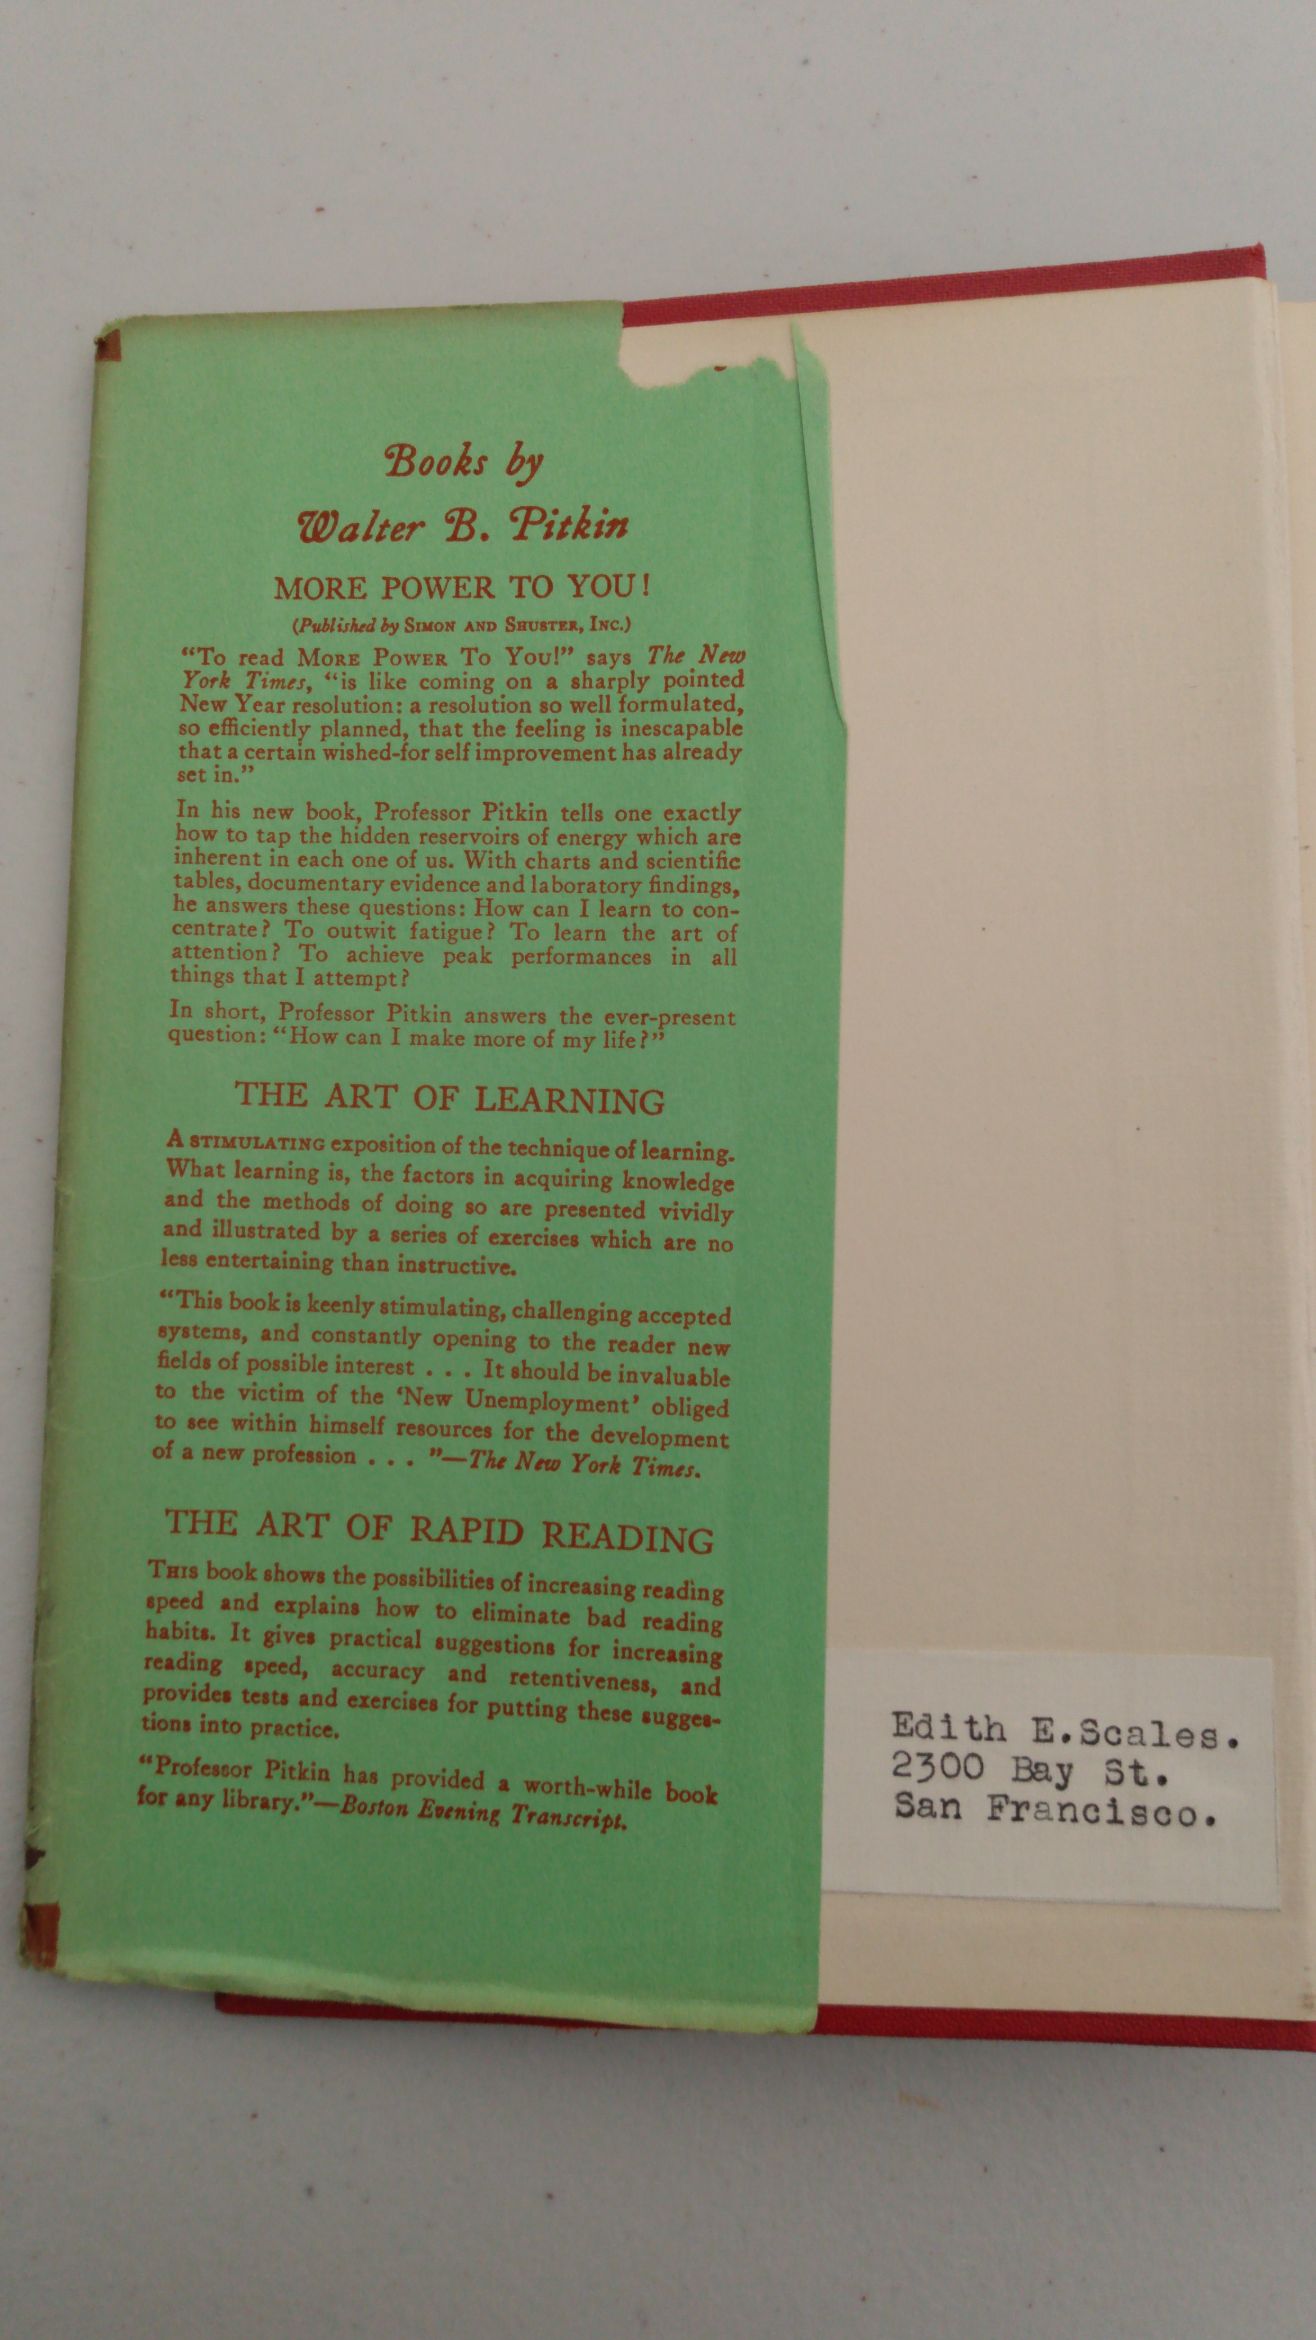 Books by
Walter B. Pitkin
MORE POWER TO YOU!
(Published by SIMON AND SHUSTER, INC.)
“To read MORE POWER TO YOU!” says The New
York Times, “is like coming on a sharply pointed
New Year resolution: a resolution so well formulated,
so efficiently planned, that the feeling is inescapable
that a certain wished-for self improvement has already
set in.”
In his new book, Professor Pitkin tells one exactly
how to tap the hidden reservoirs of energy which are
inherent in each one of us. With charts and scientific
tables, documentary evidence and laboratory findings,
he answers these questions: How can I learn to con-
centrate? To outwit fatigue? To learn the art of
attention? To achieve peak performances in all
things that I attempt?
In short, Professor Pitkin answers the ever-present
question: “How can I make more of my life?”
THE ART OF LEARNING
A STIMULATING exposition of the technique of learning.
What learning is, the factors in acquiring knowledge
and the methods of doing so are presented vividly
and illustrated by a series of exercises which are no
less entertaining than instructive.
“This book is keenly stimulating, challenging accepted
systems, and constantly opening to the reader new
fields of possible interest . . . It should be invaluable
to the victim of the ‘New Unemployment’ obliged
to see within himself resources for the development
of a new profession . . . ”—The New York Times.
THE ART OF RAPID READING
THIS book shows the possibilities of increasing reading
speed and explains how to eliminate bad reading
habits. It gives practical suggestions for increasing
reading speed, accuracy and retentiveness, and
provides tests and exercises for putting these sugges-
tions into practice.
“Professor Pitkin has provided a worth-while book
for any library.”—Boston Evening Transcript.
Edith E.Scales.
2300 Bay St.
San Francisco.